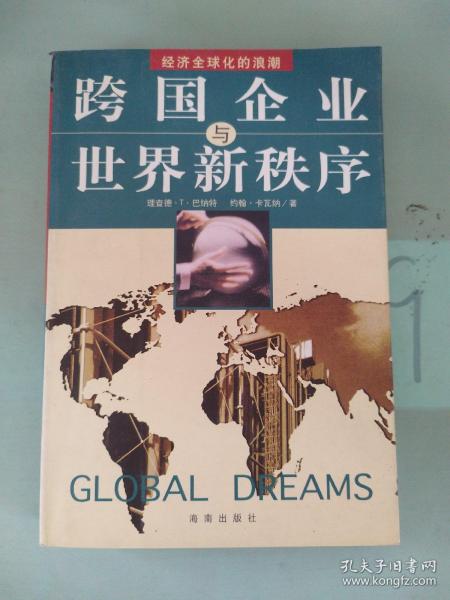 经济全球化的浪潮
跨国企业
与
世界新秩序
理查德·T·巴纳特 约翰·卡瓦纳/著
GLOBAL DREAMS
海南出版社
9
孔夫子旧书网
www.kongfz.com